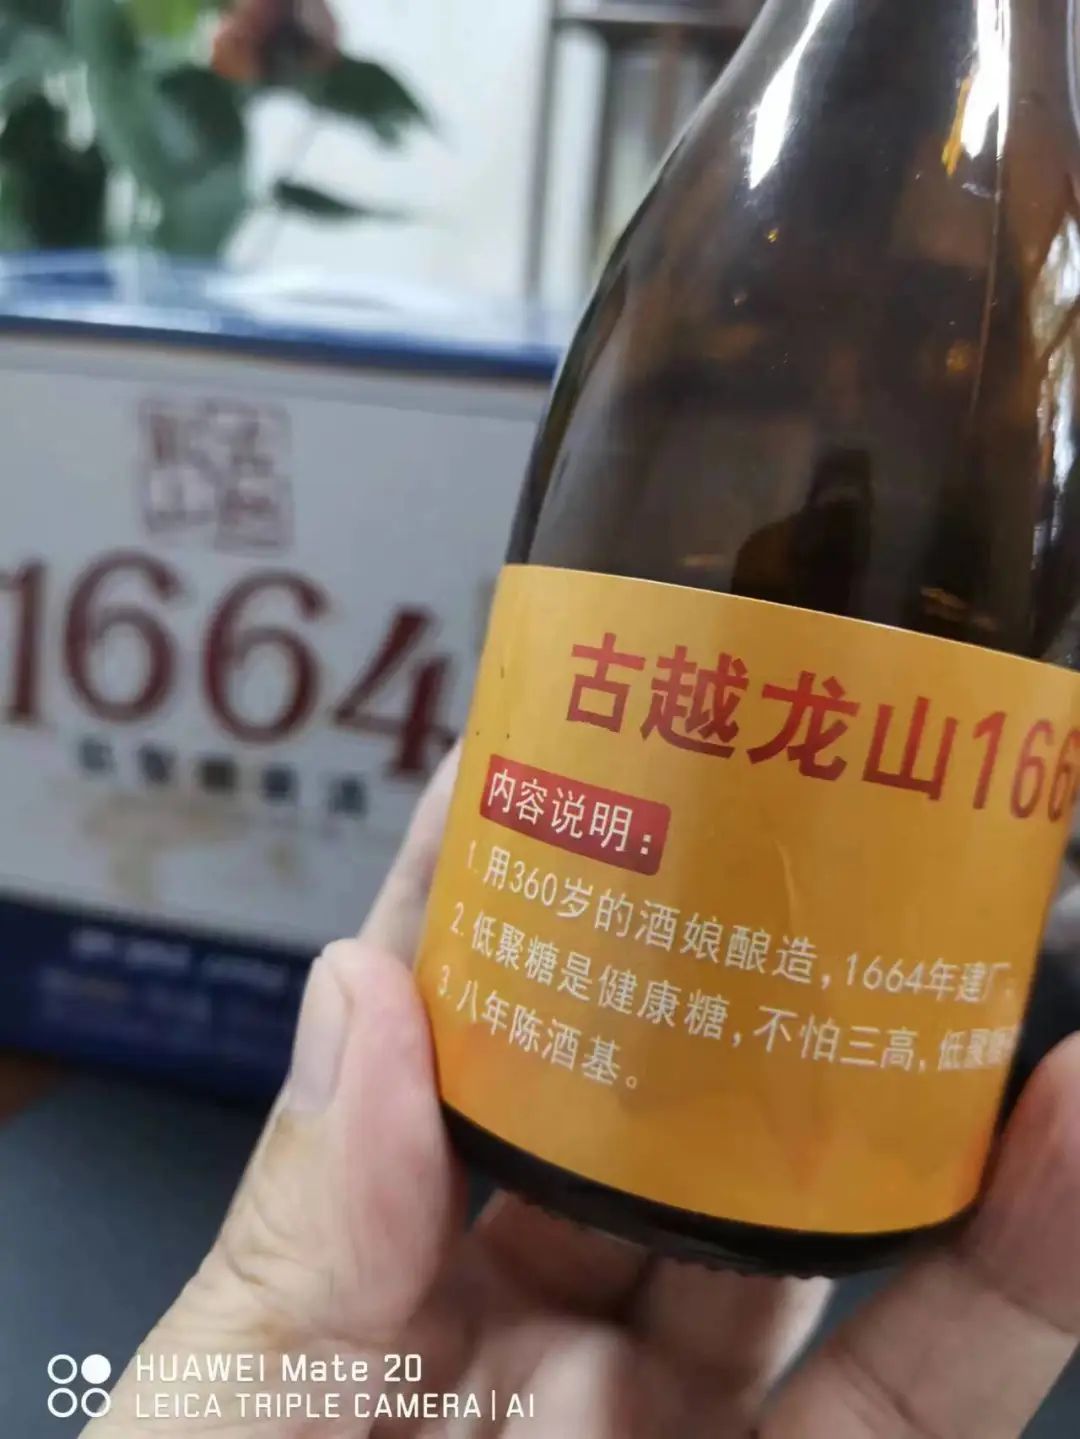 1664
古越龙山166
内容说明:
1.用360岁的酒娘酿造,1664年建厂。
2.低聚糖是健康糖,不怕三高,低聚糖
3.八年陈酒基。
HUAWEI Mate 20
LEICA TRIPLE CAMERA | AI